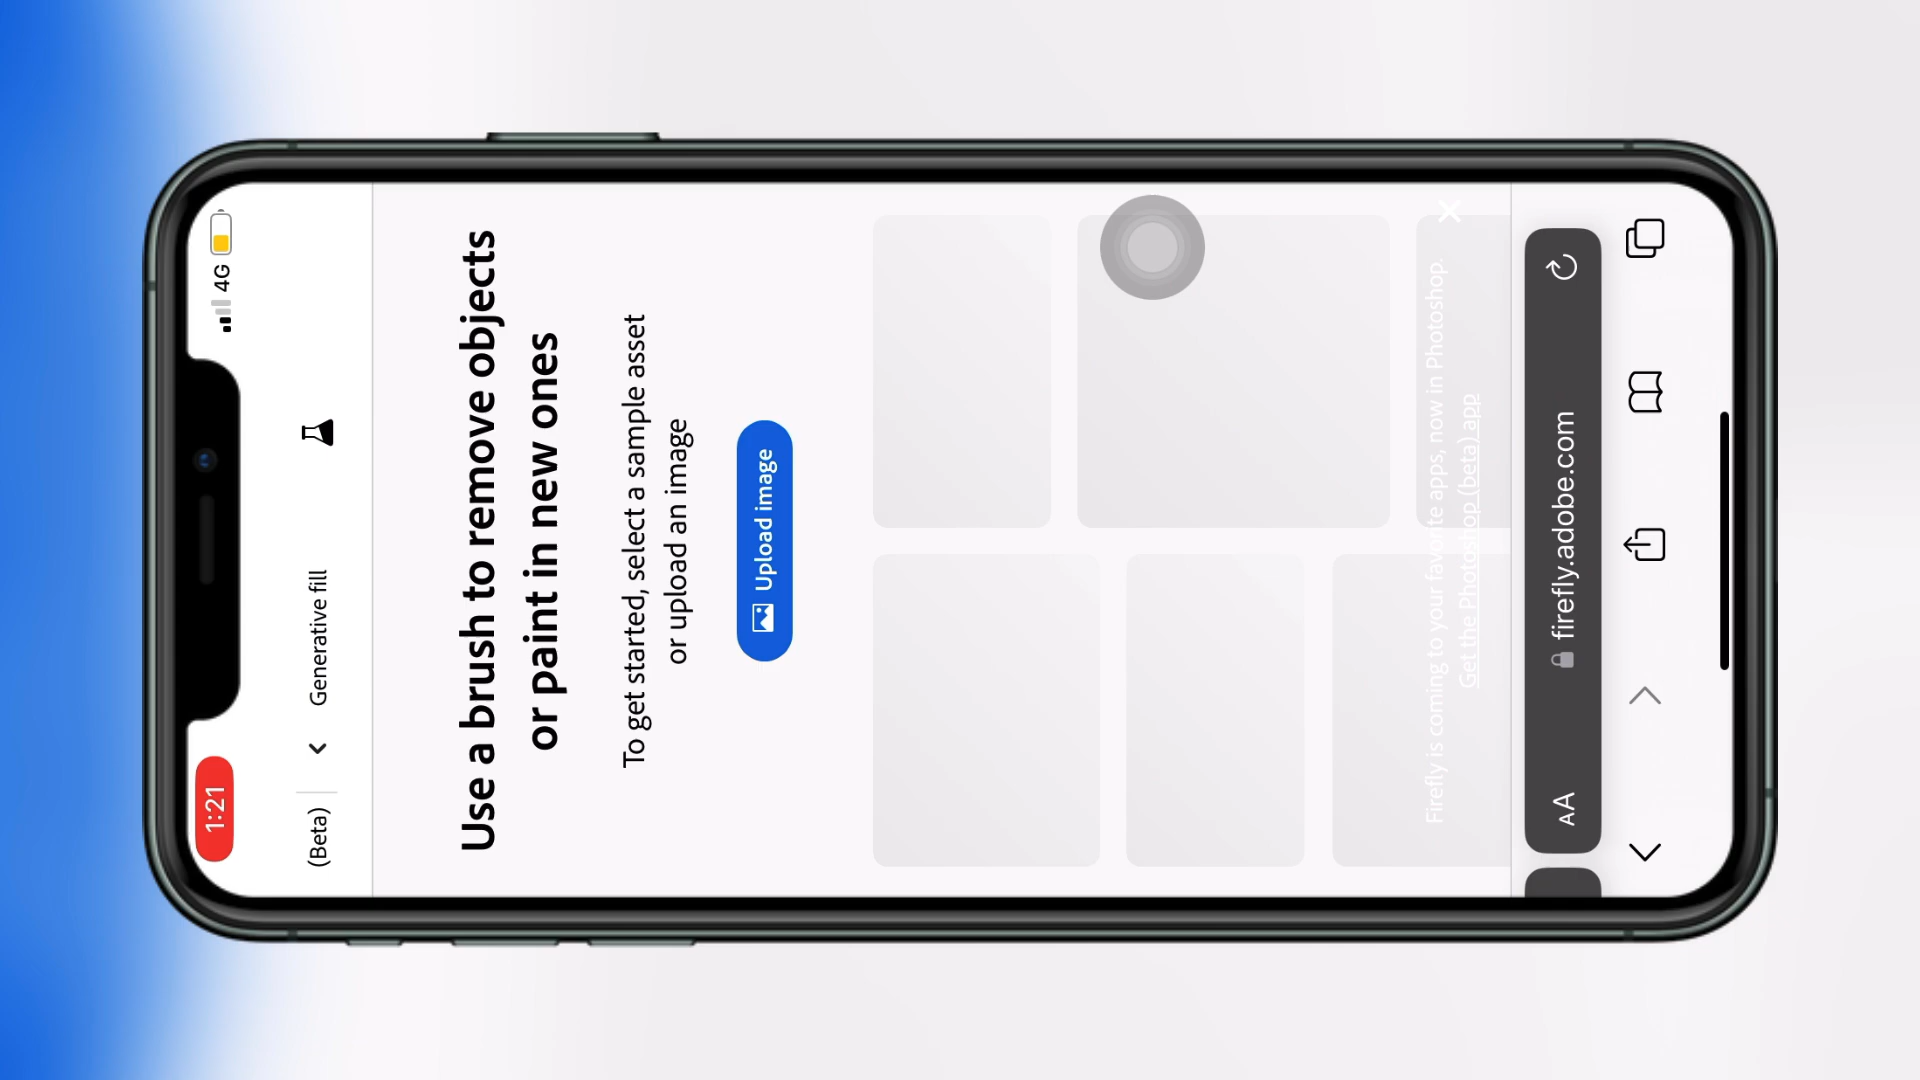 1:21
4G
(Beta)
Generative fill
Use a brush to remove objects
or paint in new ones
To get started, select a sample asset
or upload an image
Upload image
Firefly is coming to your favorite apps, now in Photoshop.
Get the Photoshop (beta) app
AA
firefly.adobe.com